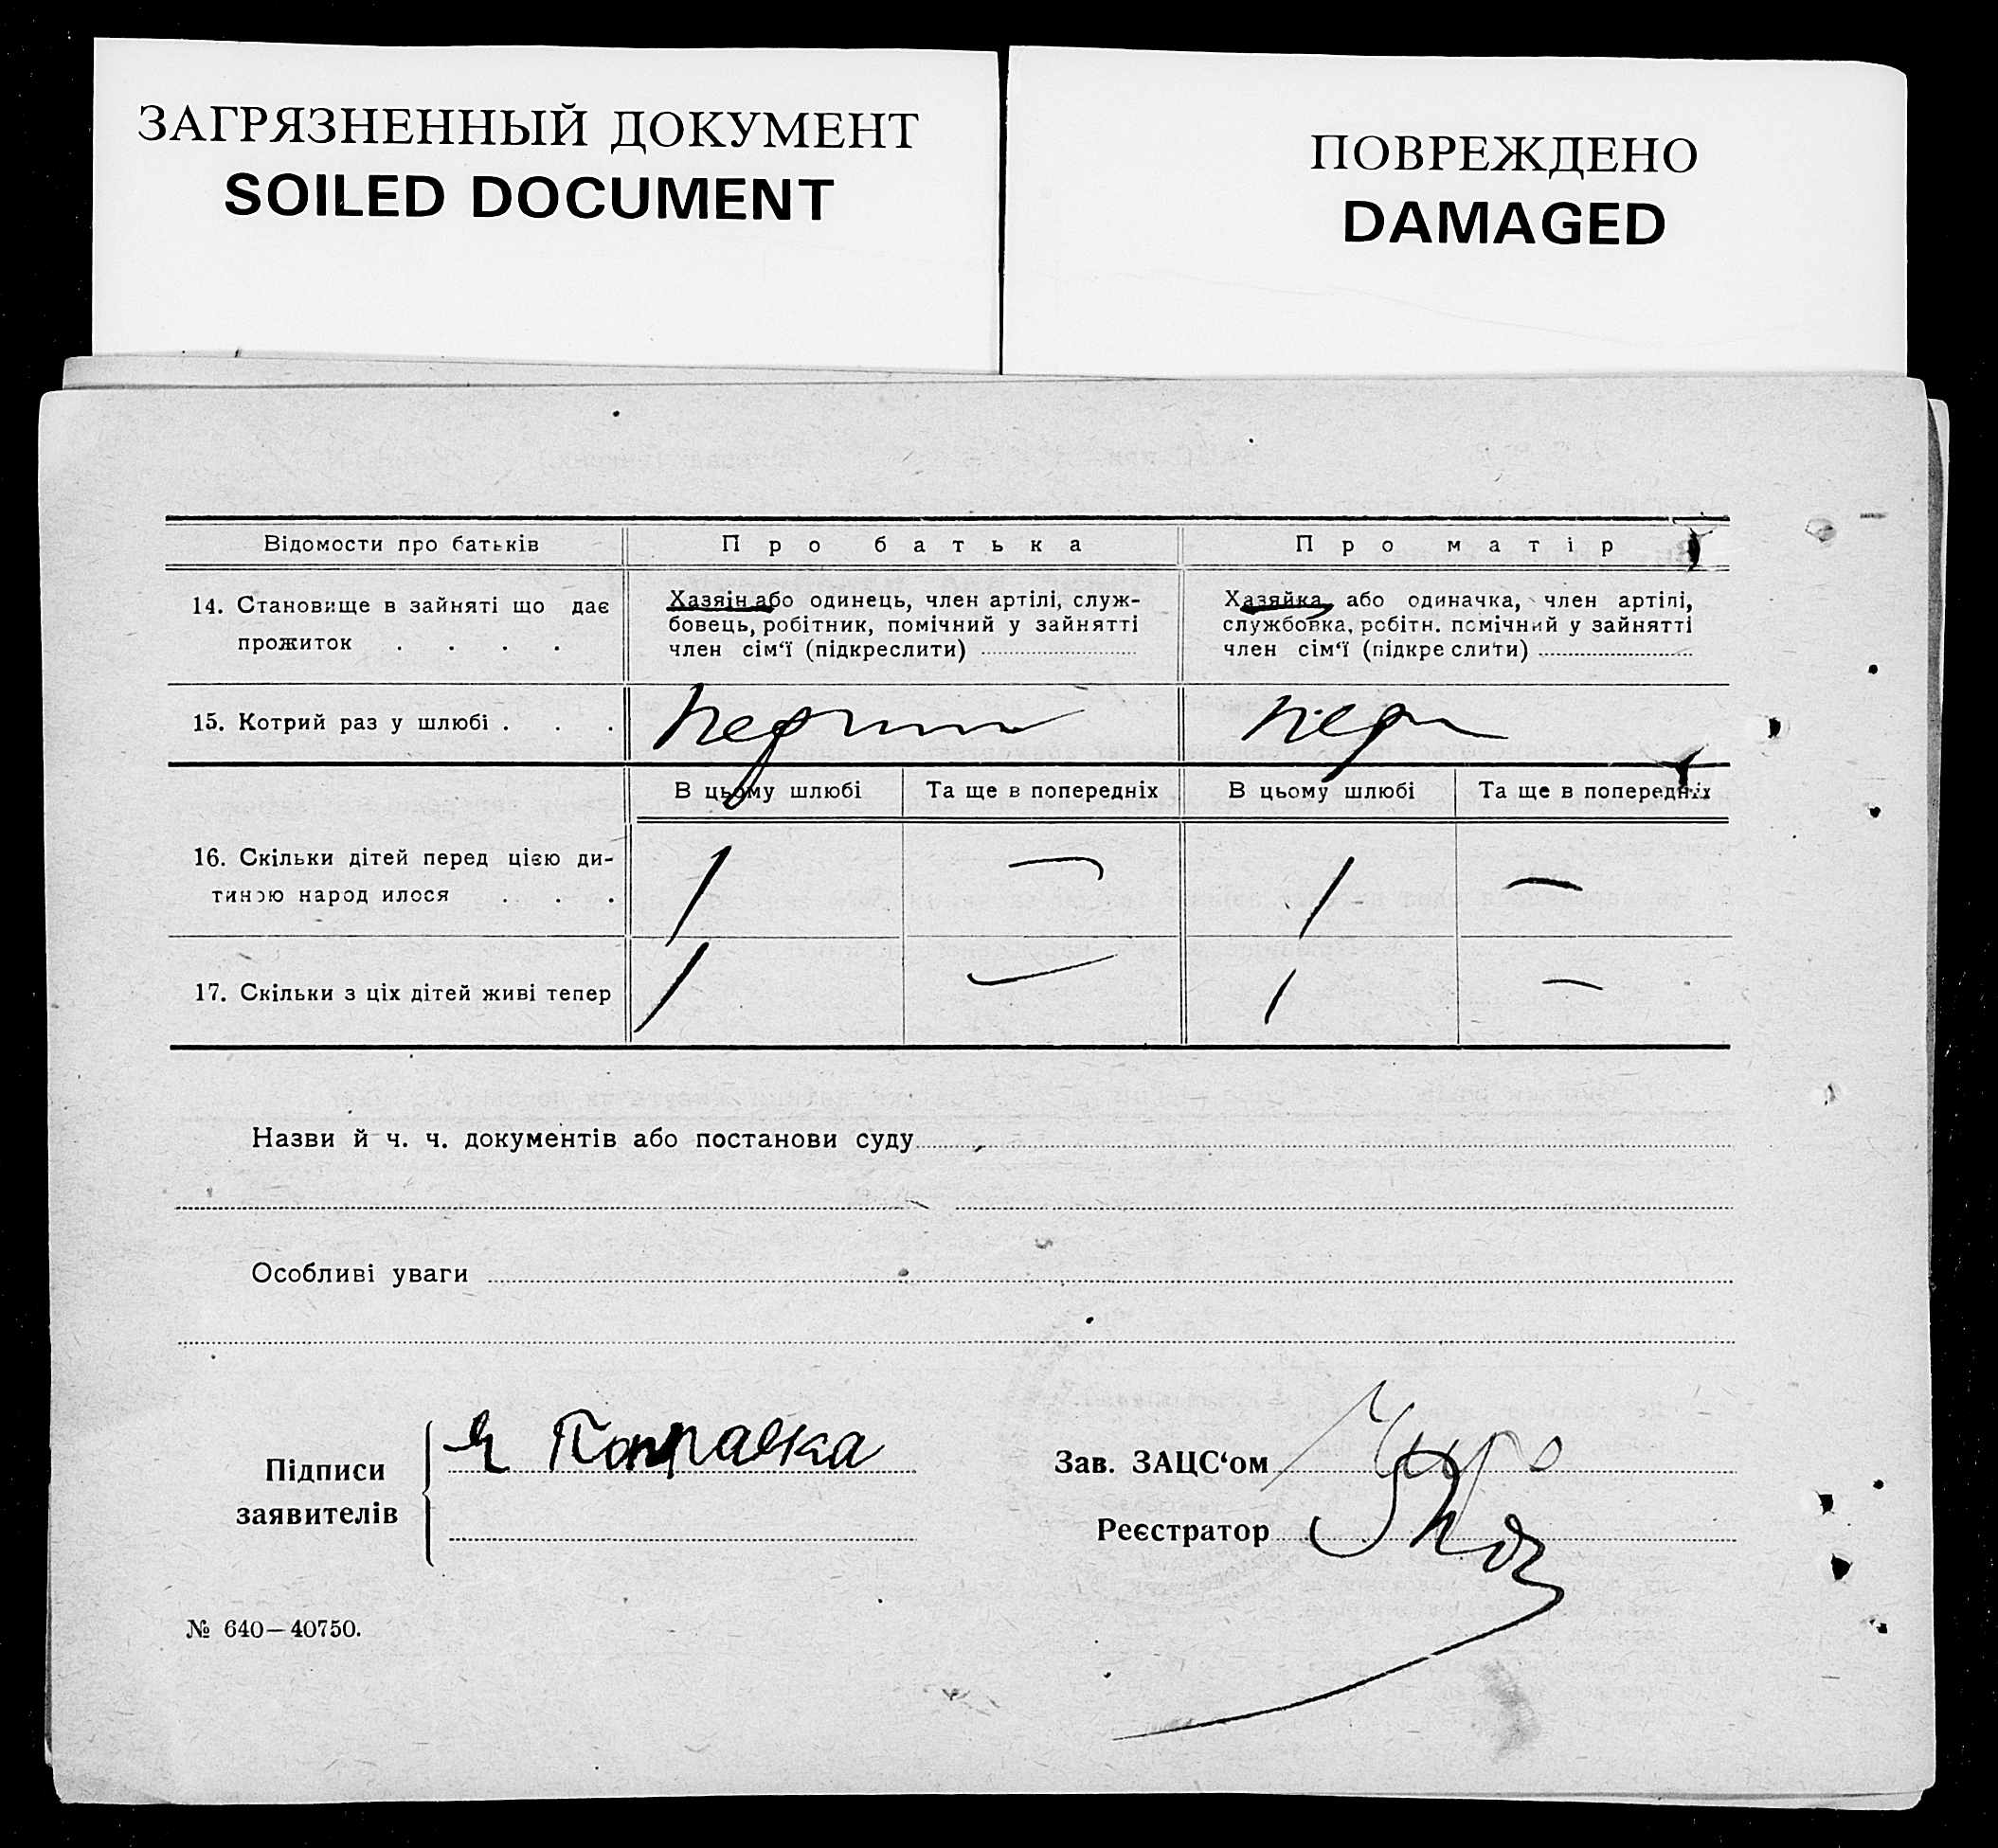 ЗАГРЯЗНЕННЫЙ ДОКУМЕНТ
SOILED DOCUMENT
ПОВРЕЖДЕНО
DAMAGED
Відомости про батьків Про батька Про матір
14. Становище в зайняті що дає прожиток . . . .
Хазяін або одинець, член артілі, служ-
бовець, робітник, помічний у зайнятті
член сім‘ї (підкреслити)
Хазяйка або одиначка, член артілі,
службовка, робітн. помічний у зайнятті
член сім‘ї (підкреслити)
15. Котрий раз у шлюбі . . .
В цьому шлюбі Та ще в попередніх В цьому шлюбі Та ще в попередніх
16. Скільки дітей перед цією ди-
тиною народилося . . . 1 — 1 —
17. Скільки з ціх дітей живі тепер 1 — 1 —
Назви й ч. ч. документів або постанови суду
Особливі уваги
Підписи
заявителів
Зав. ЗАЦС‘ом
Реєстратор
№ 640—40750.